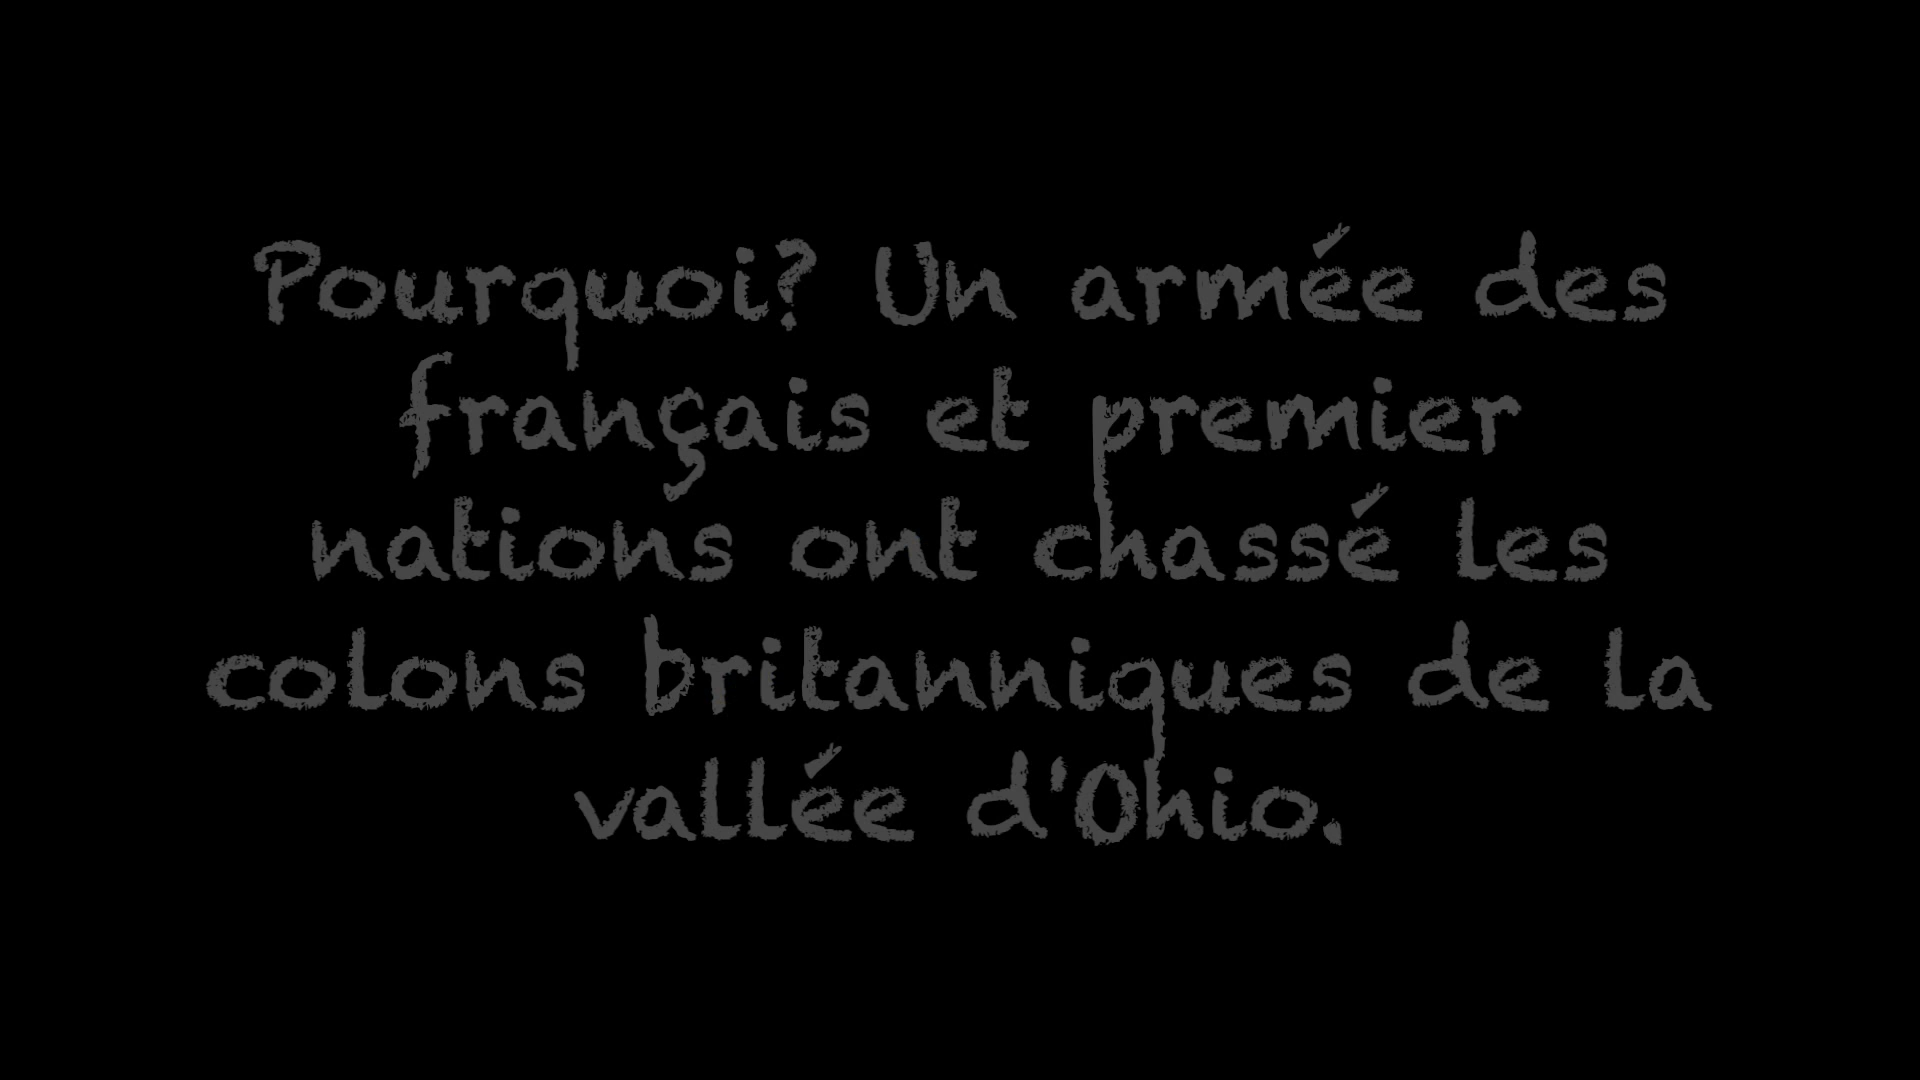 Pourquoi? Un armée des
français et premier
nations ont chassé les
colons britanniques de la
vallée d'Ohio.